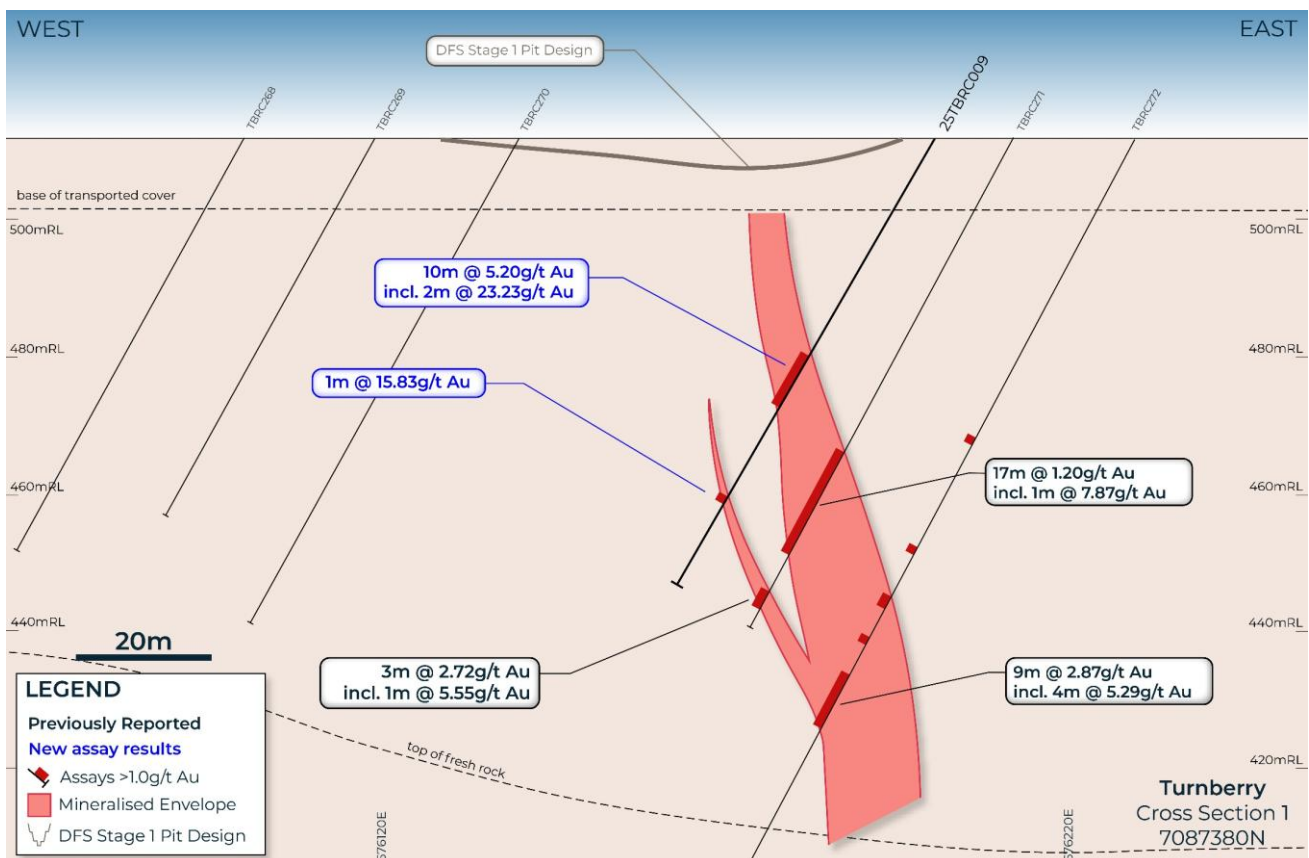 WEST
EAST
DFS Stage 1 Pit Design
TBRC268
TBRC269
TBRC270
25TBRC009
TBRC271
TBRC272
base of transported cover
500mRL
500mRL
10m @ 5.20g/t Au
incl. 2m @ 23.23g/t Au
480mRL
480mRL
1m @ 15.83g/t Au
17m @ 1.20g/t Au
incl. 1m @ 7.87g/t Au
460mRL
460mRL
440mRL
440mRL
20m
3m @ 2.72g/t Au
incl. 1m @ 5.55g/t Au
9m @ 2.87g/t Au
incl. 4m @ 5.29g/t Au
LEGEND
Previously Reported
New assay results
Assays >1.0g/t Au
Mineralised Envelope
DFS Stage 1 Pit Design
top of fresh rock
420mRL
Turnberry
Cross Section 1
7087380N